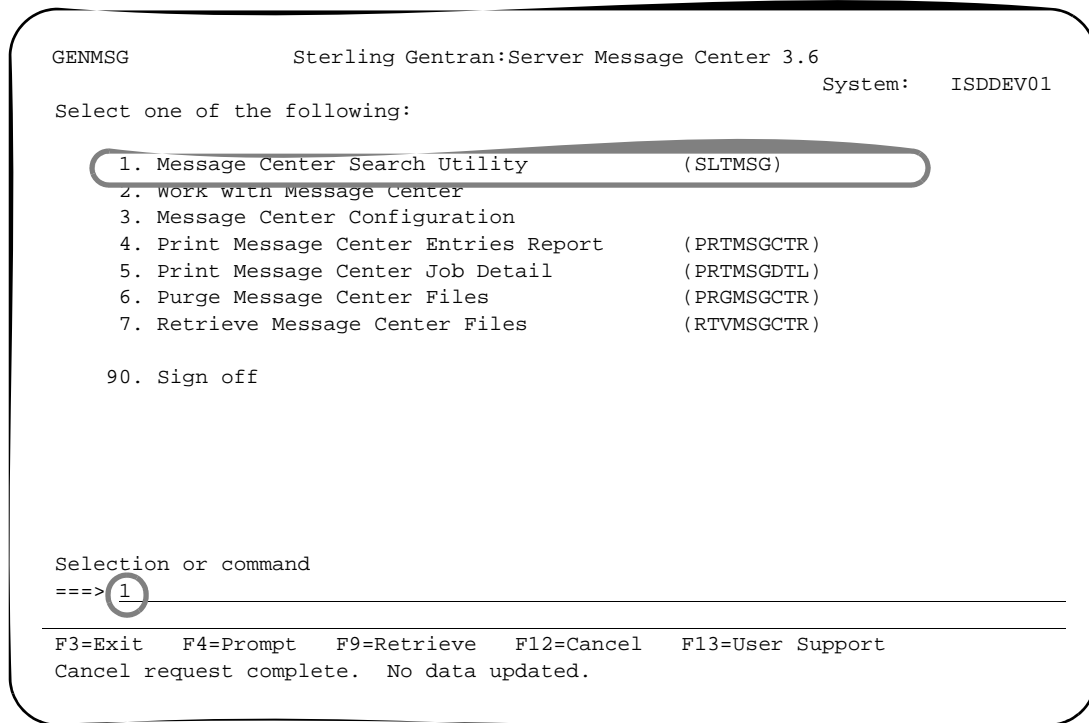 GENMSG Sterling Gentran:Server Message Center 3.6
System: ISDDEV01
Select one of the following:
1. Message Center Search Utility (SLTMSG)
2. Work with Message Center
3. Message Center Configuration
4. Print Message Center Entries Report (PRTMSGCTR)
5. Print Message Center Job Detail (PRTMSGDTL)
6. Purge Message Center Files (PRGMSGCTR)
7. Retrieve Message Center Files (RTVMSGCTR)
90. Sign off
Selection or command
===> 1
F3=Exit F4=Prompt F9=Retrieve F12=Cancel F13=User Support
Cancel request complete. No data updated.